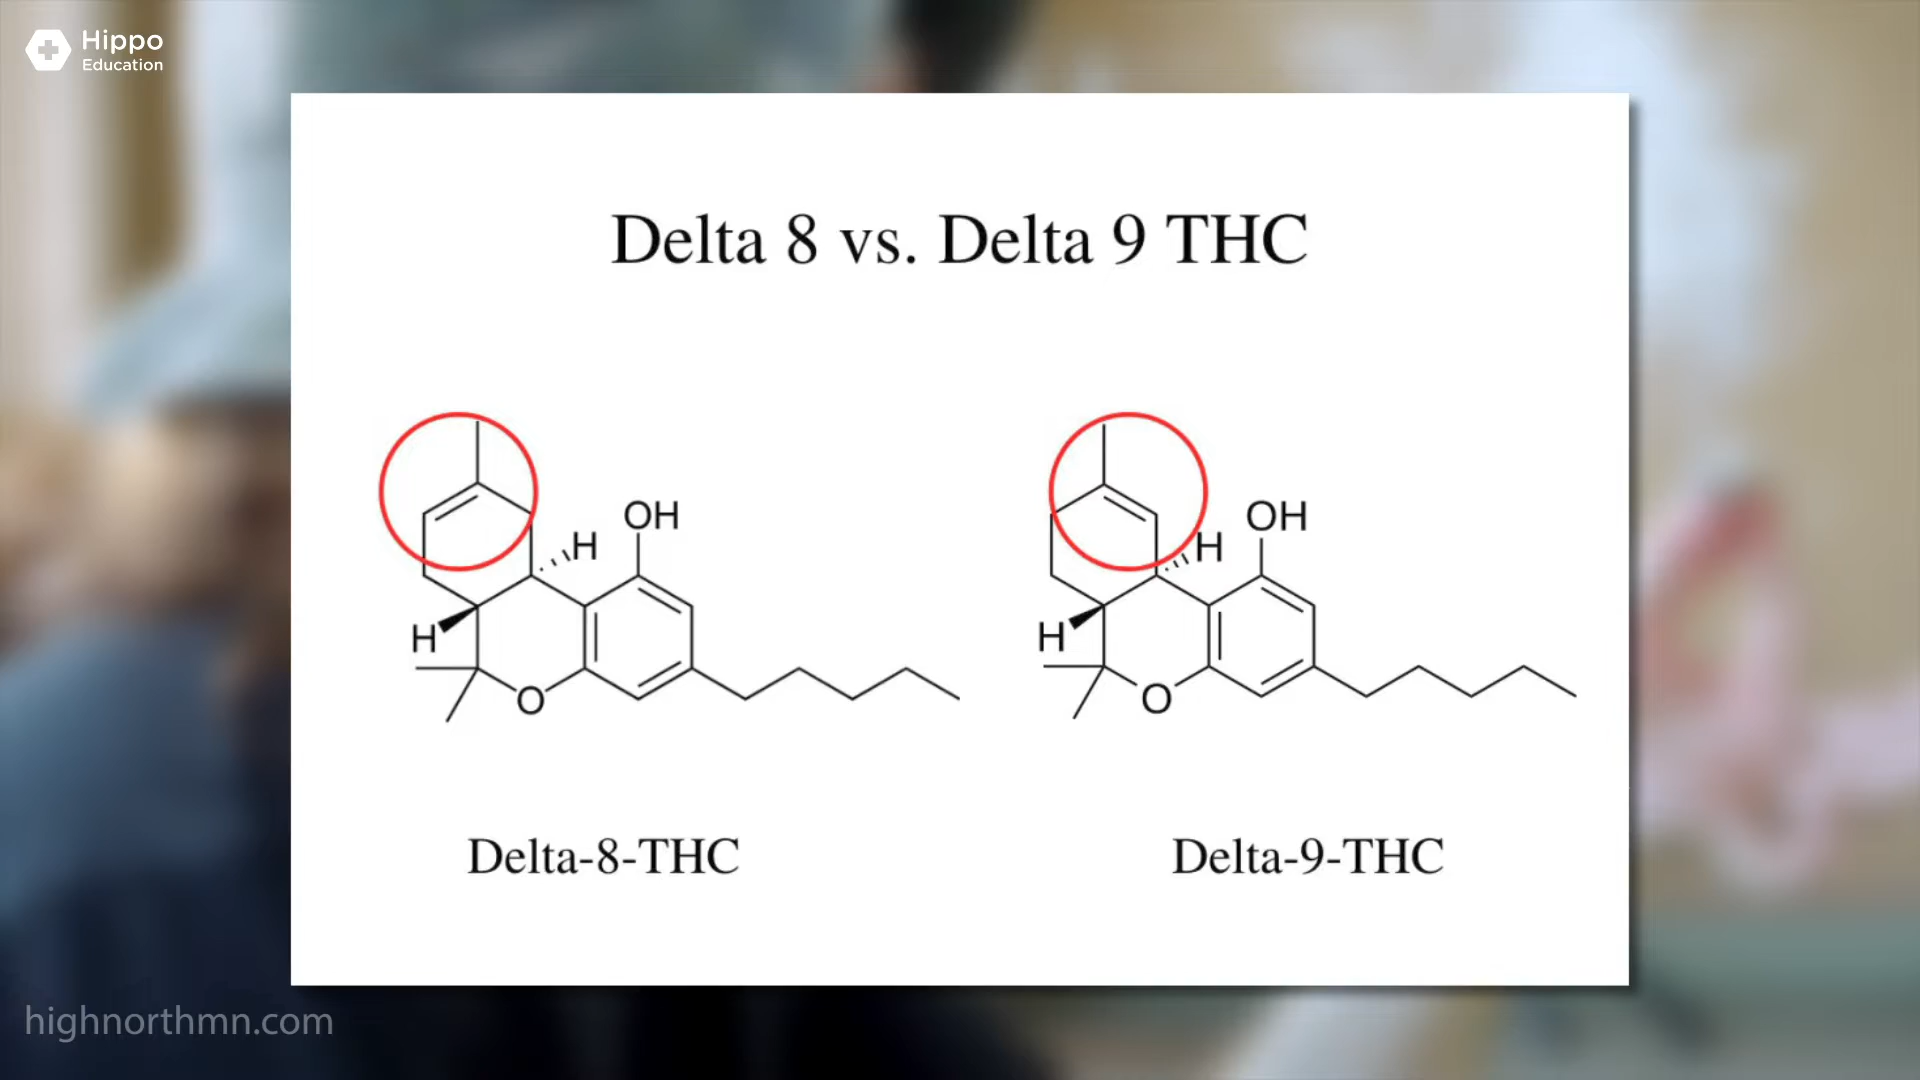 Hippo
Education
Delta 8 vs. Delta 9 THC
OH
H
H
O
OH
H
H
O
Delta-8-THC
Delta-9-THC
highnorthmn.com